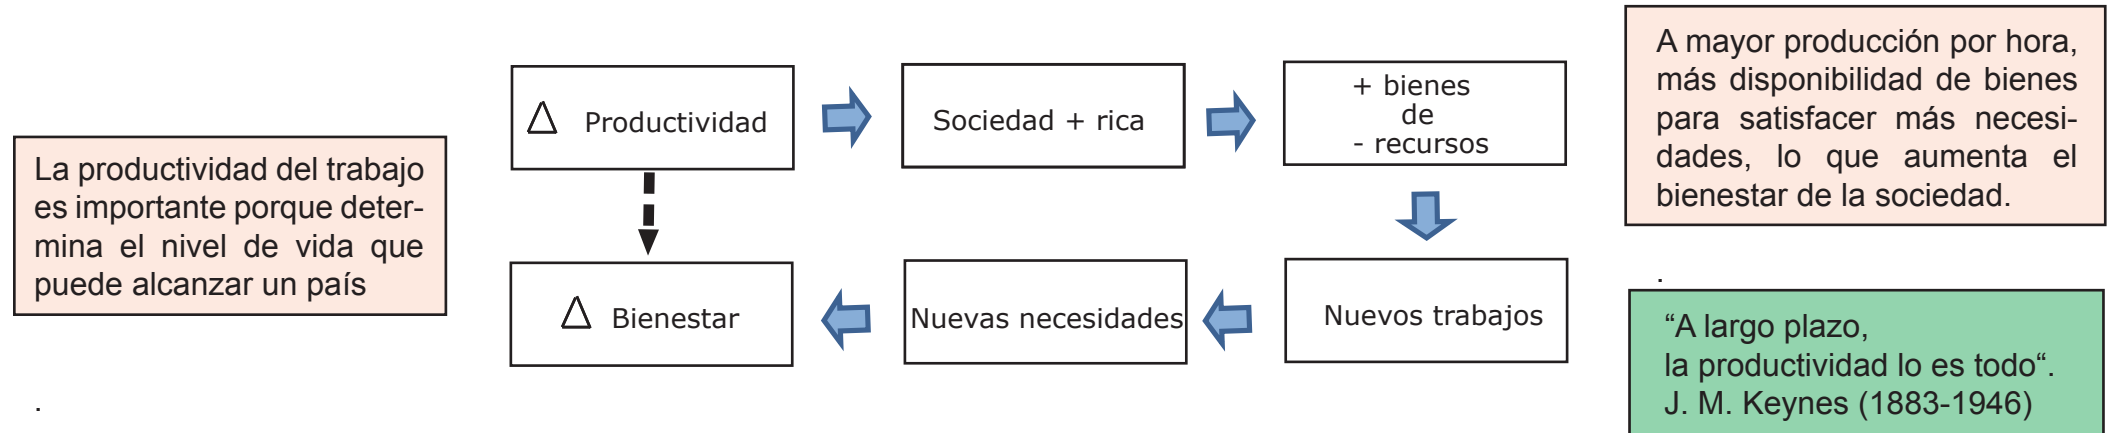 La productividad del trabajo
es importante porque deter-
mina el nivel de vida que
puede alcanzar un país
.
Δ Productividad
Sociedad + rica
+ bienes
de
- recursos
Nuevos trabajos
Nuevas necesidades
Δ Bienestar
A mayor producción por hora,
más disponibilidad de bienes
para satisfacer más necesi-
dades, lo que aumenta el
bienestar de la sociedad.
.
“A largo plazo,
la productividad lo es todo“.
J. M. Keynes (1883-1946)